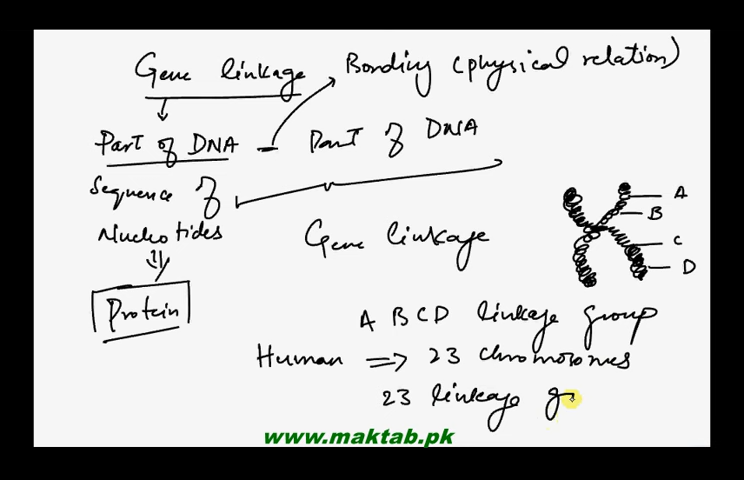 Gene linkage Bonding (physical relation)
Part of DNA – Part of DNA
Sequence of
Nucleotides
Gene linkage
A
B
C
D
Protein
A B C D linkage group
Human => 23 chromosomes
23 linkage g
www.maktab.pk